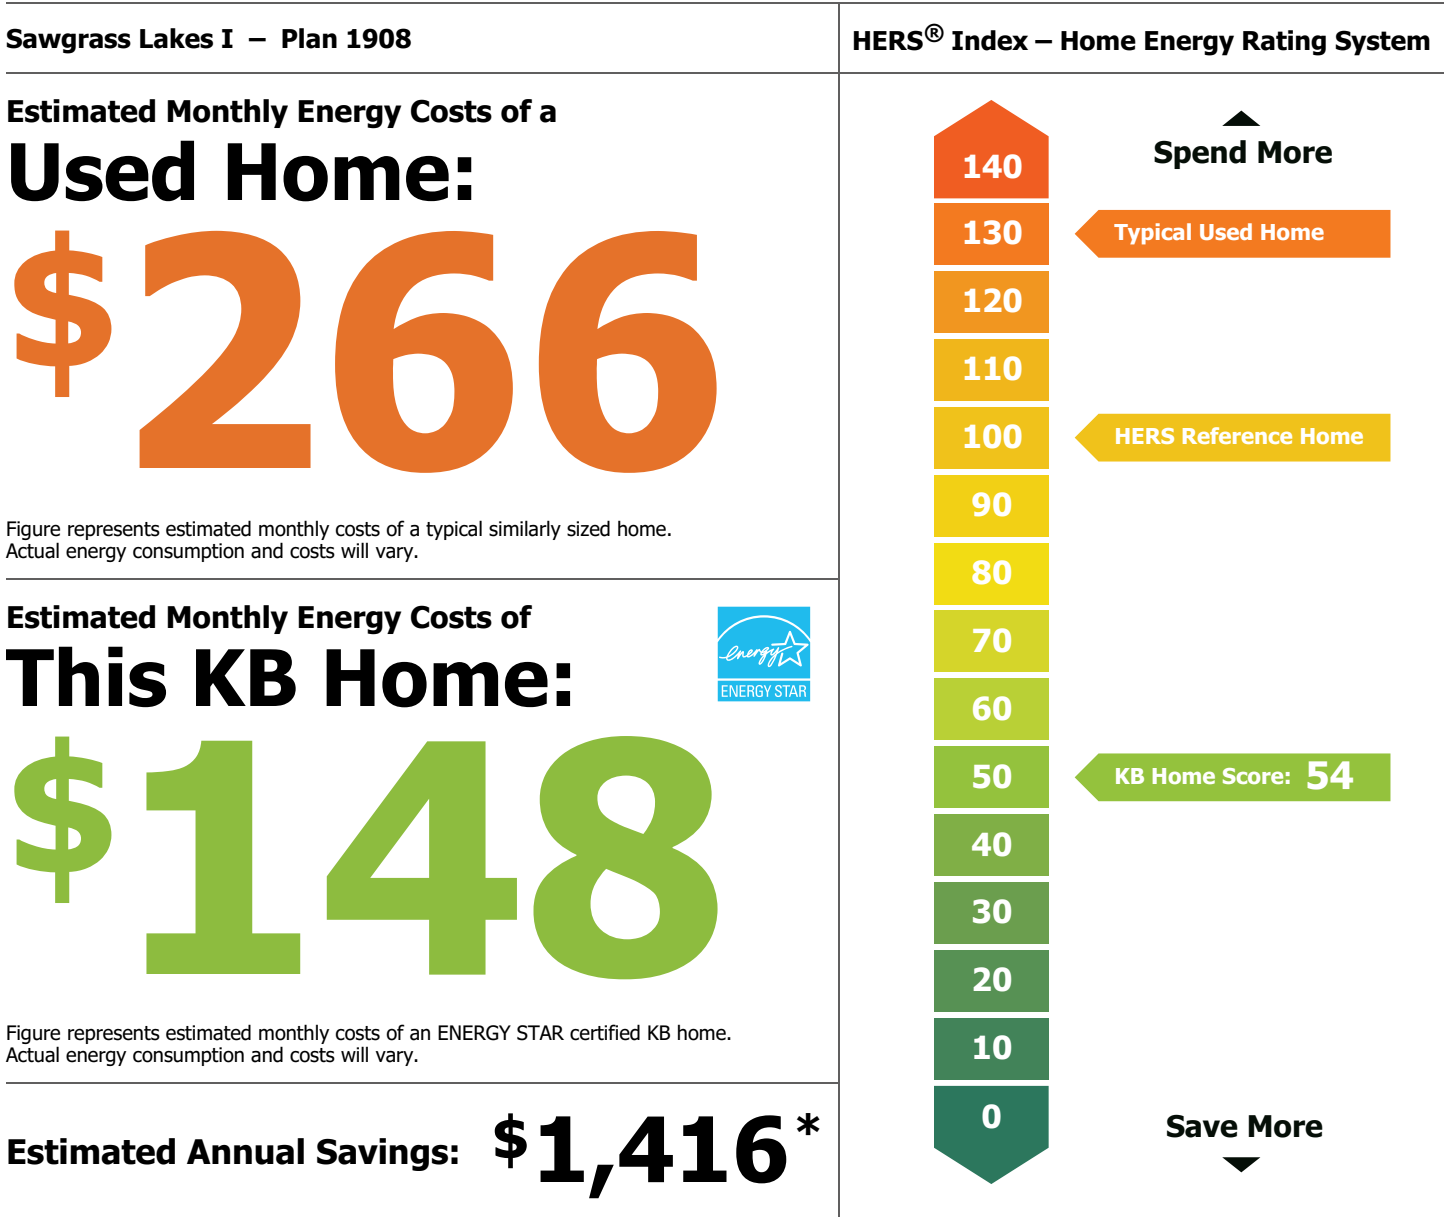 Sawgrass Lakes I – Plan 1908
Estimated Monthly Energy Costs of a
Used Home:
$266
Figure represents estimated monthly costs of a typical similarly sized home.
Actual energy consumption and costs will vary.
Estimated Monthly Energy Costs of
This KB Home:
energy
ENERGY STAR
$148
Figure represents estimated monthly costs of an ENERGY STAR certified KB home.
Actual energy consumption and costs will vary.
Estimated Annual Savings: $1,416*
HERS® Index – Home Energy Rating System
Spend More
140
130 Typical Used Home
120
110
100 HERS Reference Home
90
80
70
60
50 KB Home Score: 54
40
30
20
10
0
Save More